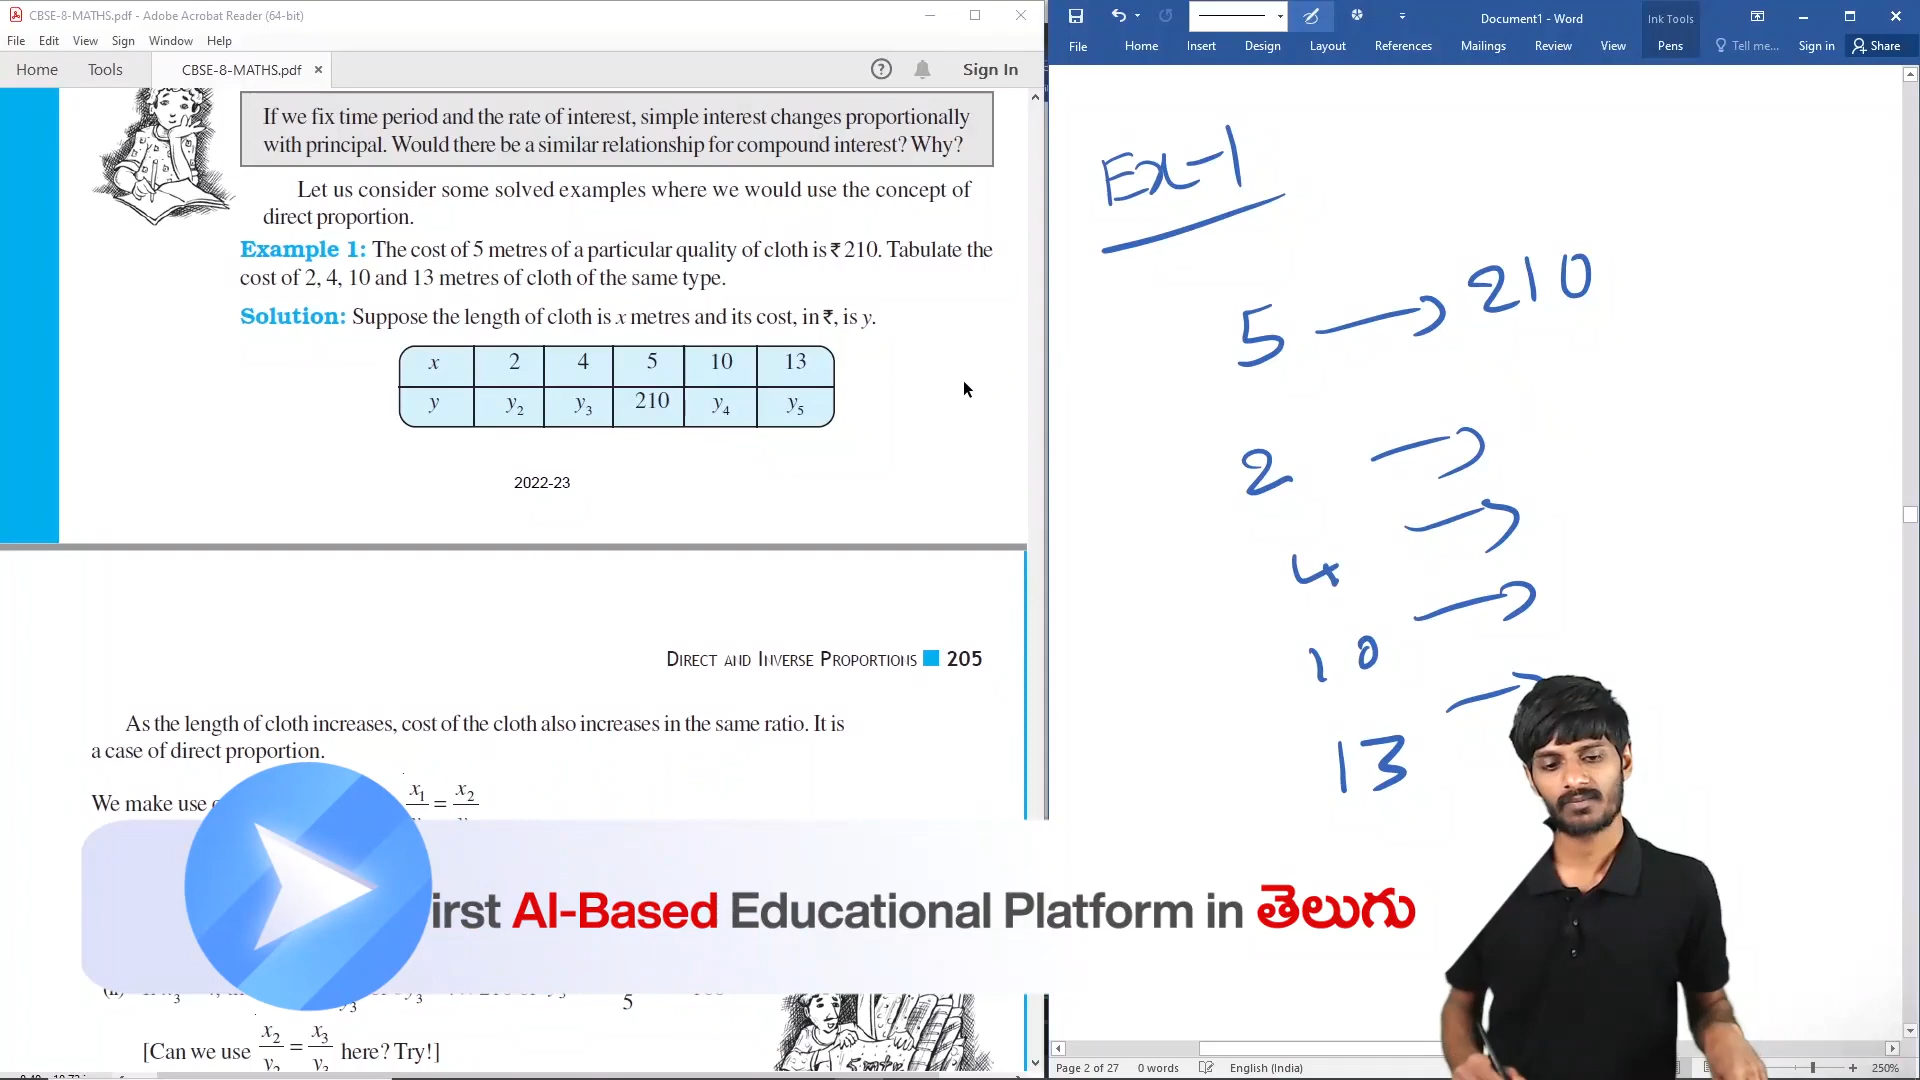 CBSE-8-MATHS.pdf - Adobe Acrobat Reader (64-bit)
File Edit View Sign Window Help
Home Tools CBSE-8-MATHS.pdf × Sign In
If we fix time period and the rate of interest, simple interest changes proportionally
with principal. Would there be a similar relationship for compound interest? Why?
Let us consider some solved examples where we would use the concept of
direct proportion.
Example 1: The cost of 5 metres of a particular quality of cloth is ₹ 210. Tabulate the
cost of 2, 4, 10 and 13 metres of cloth of the same type.
Solution: Suppose the length of cloth is x metres and its cost, in ₹, is y.
x 2 4 5 10 13
y y2 y3 210 y4 y5
2022-23
DIRECT AND INVERSE PROPORTIONS 205
As the length of cloth increases, cost of the cloth also increases in the same ratio. It is
a case of direct proportion.
We make use
x1 = x2
irst AI-Based Educational Platform in తెలుగు
5
[Can we use x2/y2 = x3/y3 here? Try!]
Document1 - Word
Ink Tools
File Home Insert Design Layout References Mailings Review View Pens Tell me... Sign in Share
Ex-1
5 → 210
2 →
4 →
10 →
13 →
Page 2 of 27 0 words English (India) 250%